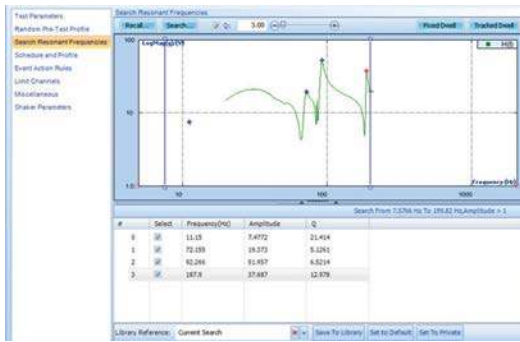 Test Parameters
Random Pre-Test Profile
Search Resonant Frequencies
Schedule and Profile
Event Action Rules
Limit Channels
Miscellaneous
Shaker Parameters
Search Resonant Frequencies
Recall... Search... Q: 3.00 Fixed Dwell Tracked Dwell
100 LogMag(g)/(V) H(f)
10
1.0
10 100 1000
Frequency(Hz)
Search From 7.5766 Hz To 199.82 Hz,Amplitude > 1
# Select Frequency(Hz) Amplitude Q
0 11.15 7.4772 21.414
1 72.155 19.373 5.1261
2 92.266 51.957 6.5214
3 187.9 37.687 12.979
Library Reference: Current Search Save To Library Set to Default Set To Private